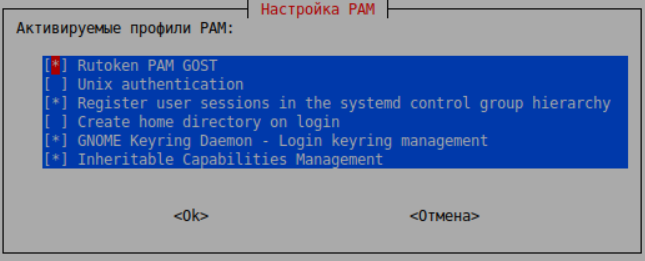 Настройка PAM
Активируемые профили PAM:
[*] Rutoken PAM GOST
[ ] Unix authentication
[*] Register user sessions in the systemd control group hierarchy
[ ] Create home directory on login
[*] GNOME Keyring Daemon - Login keyring management
[*] Inheritable Capabilities Management
<Ok> <Отмена>